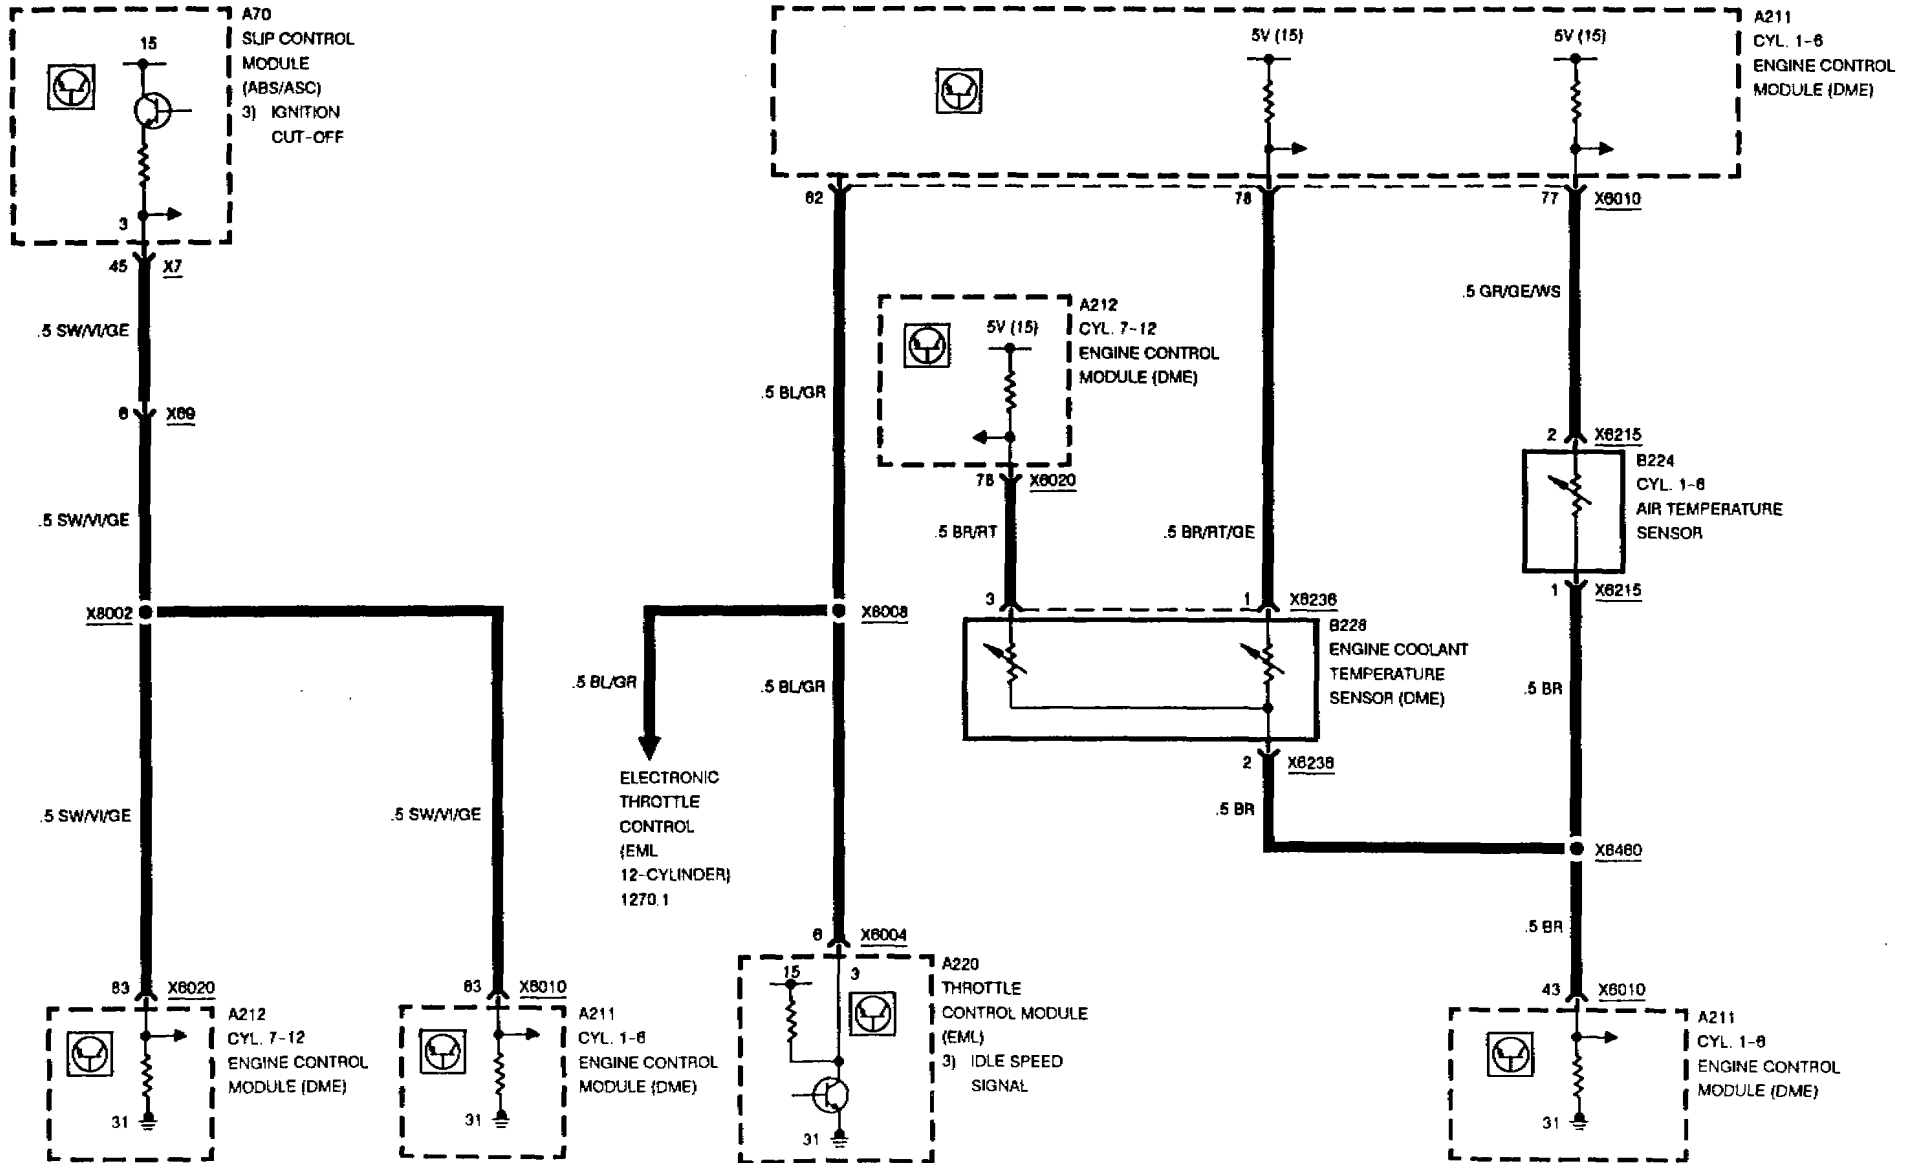 A70
SLIP CONTROL
MODULE
(ABS/ASC)
3) IGNITION
CUT-OFF
15
3
45 X7
.5 SW/VI/GE
6 X69
.5 SW/VI/GE
X8002
.5 SW/VI/GE
.5 SW/VI/GE
83 X6020
A212
CYL. 7-12
ENGINE CONTROL
MODULE (DME)
31
83 X6010
A211
CYL. 1-6
ENGINE CONTROL
MODULE (DME)
31
A211
CYL. 1-6
ENGINE CONTROL
MODULE (DME)
5V (15)
5V (15)
62
78
77 X6010
.5 BL/GR
X6008
.5 BL/GR
.5 BL/GR
ELECTRONIC
THROTTLE
CONTROL
(EML
12-CYLINDER)
1270.1
6 X6004
A220
THROTTLE
CONTROL MODULE
(EML)
3) IDLE SPEED
SIGNAL
15
3
31
A212
CYL. 7-12
ENGINE CONTROL
MODULE (DME)
5V (15)
78 X6020
.5 BR/RT
.5 BR/RT/GE
3
1 X6236
B228
ENGINE COOLANT
TEMPERATURE
SENSOR (DME)
2 X6236
.5 BR
.5 GR/GE/WS
2 X6215
B224
CYL. 1-6
AIR TEMPERATURE
SENSOR
1 X6215
.5 BR
X6460
.5 BR
43 X6010
A211
CYL. 1-6
ENGINE CONTROL
MODULE (DME)
31